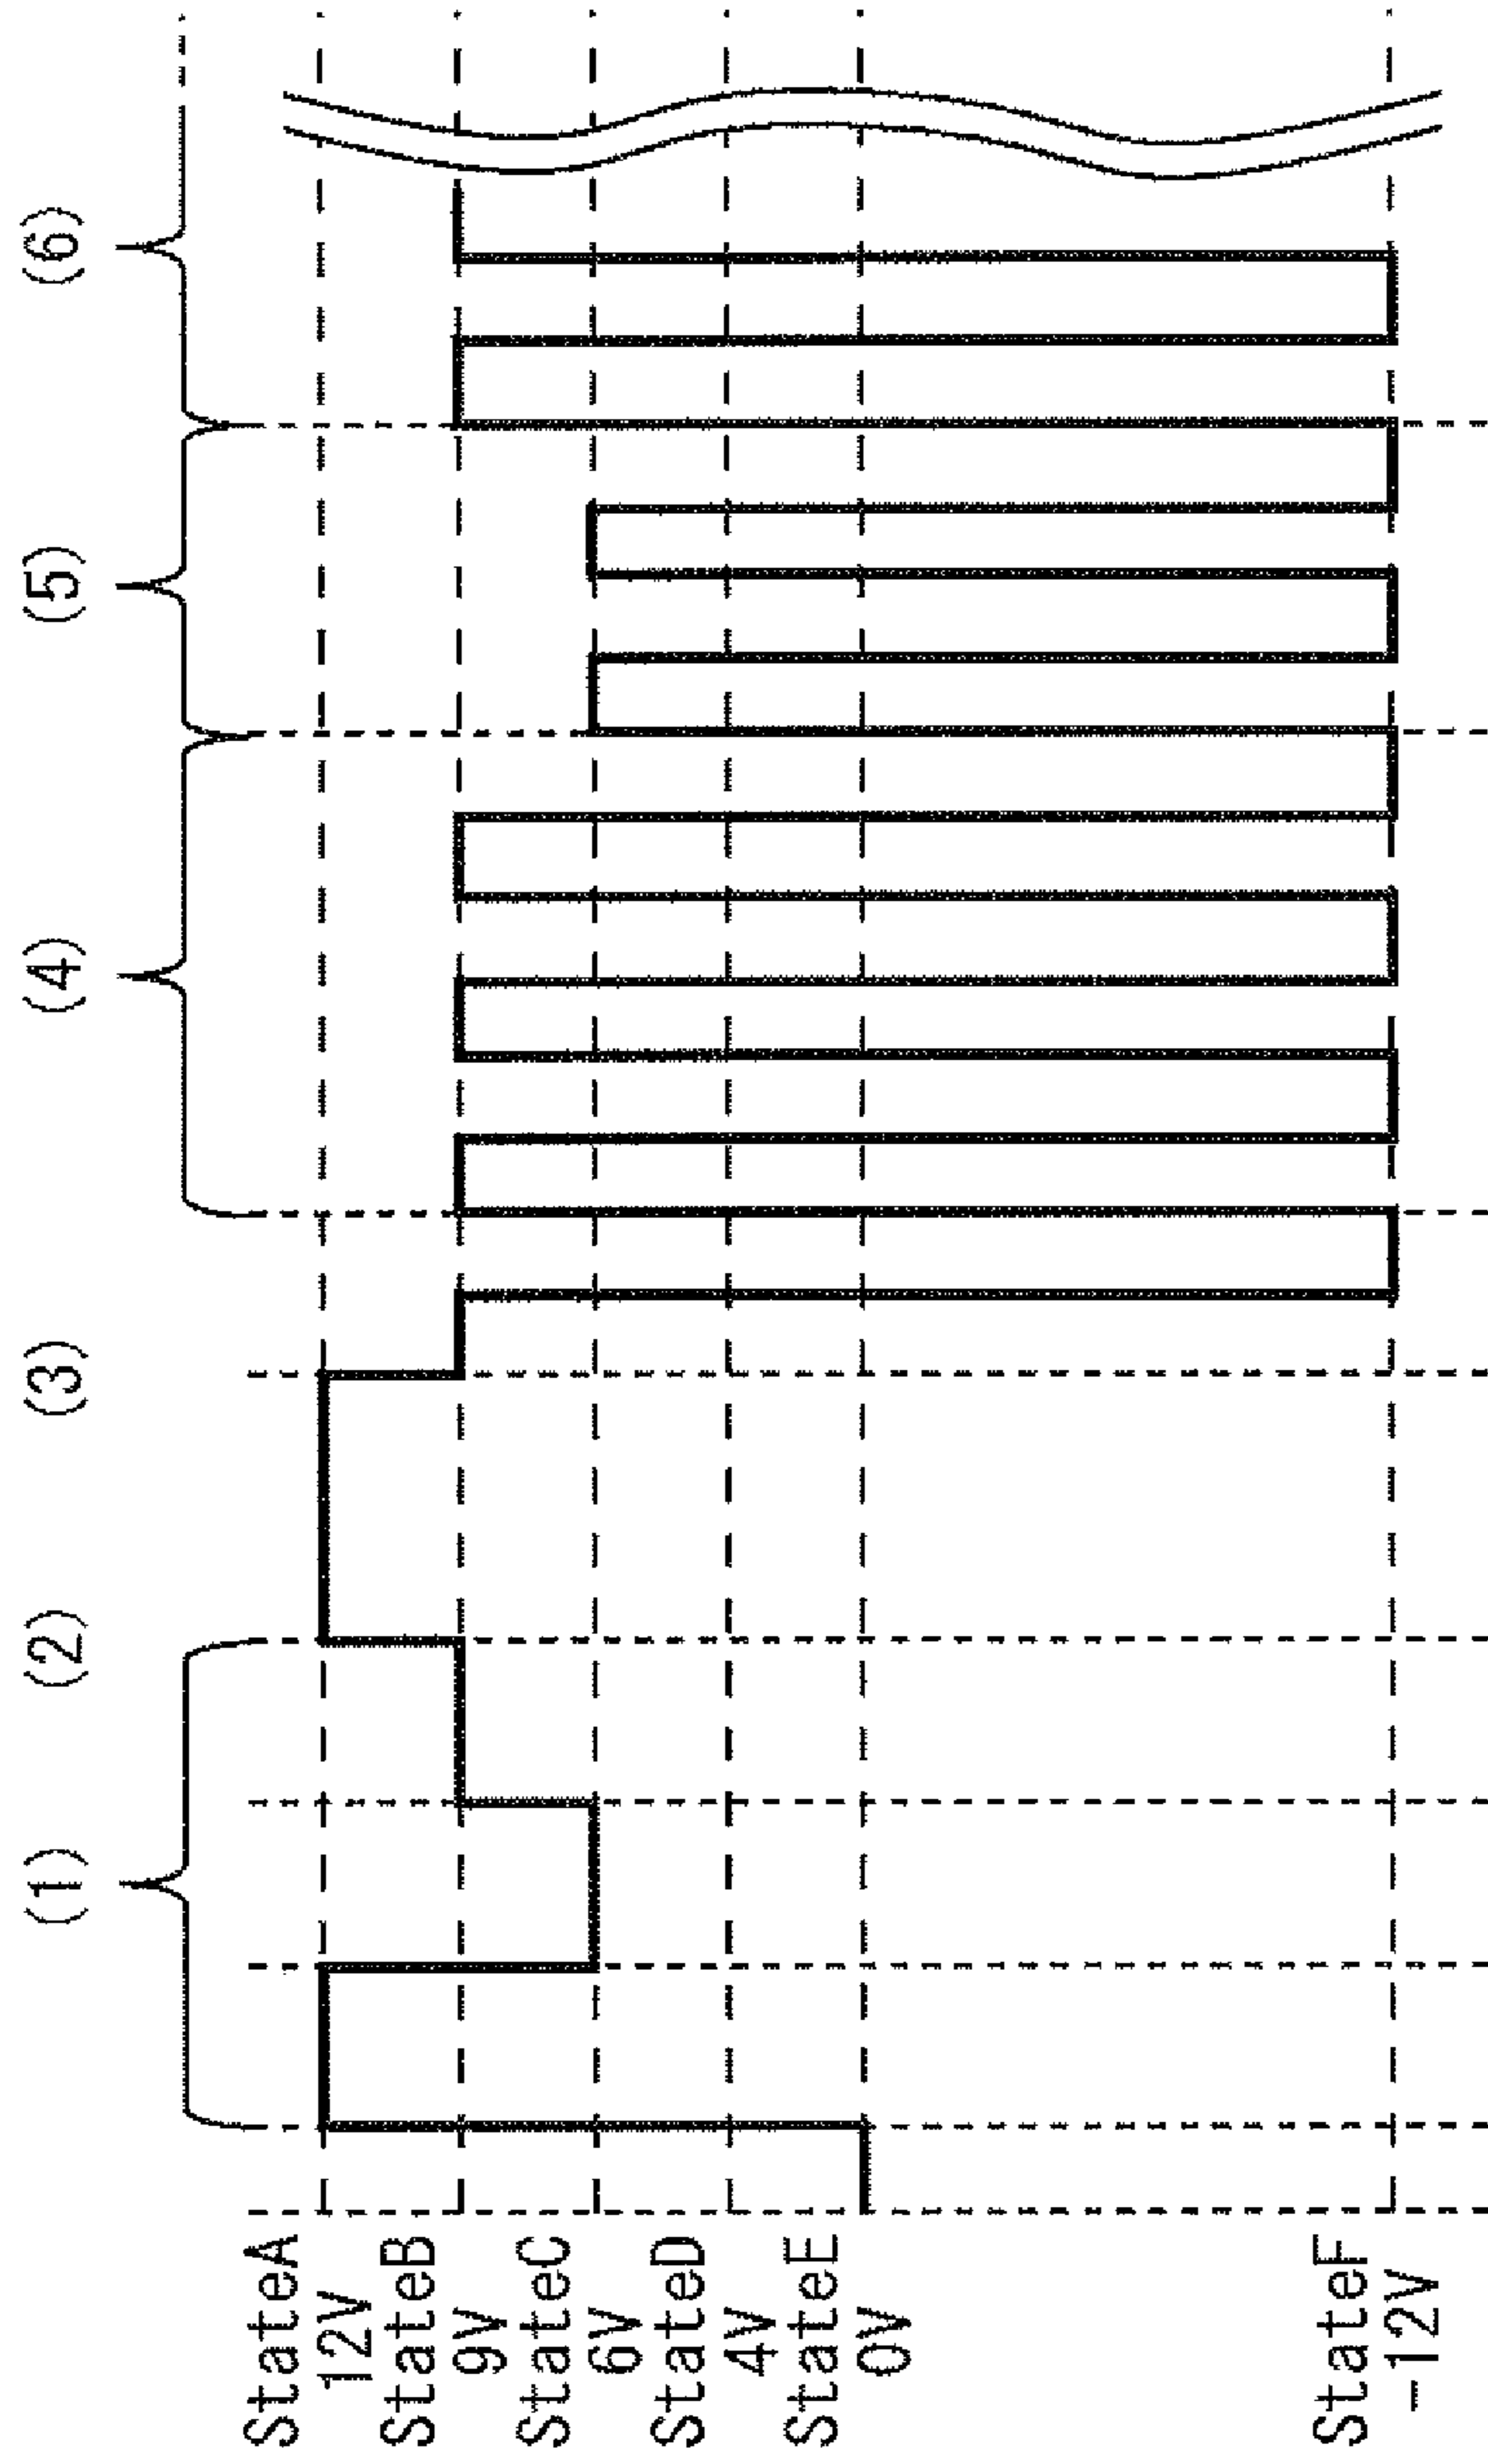 (1)
(2)
(3)
(4)
(5)
(6)
StateA
12V
StateB
9V
StateC
6V
StateD
4V
StateE
0V
StateF
-12V